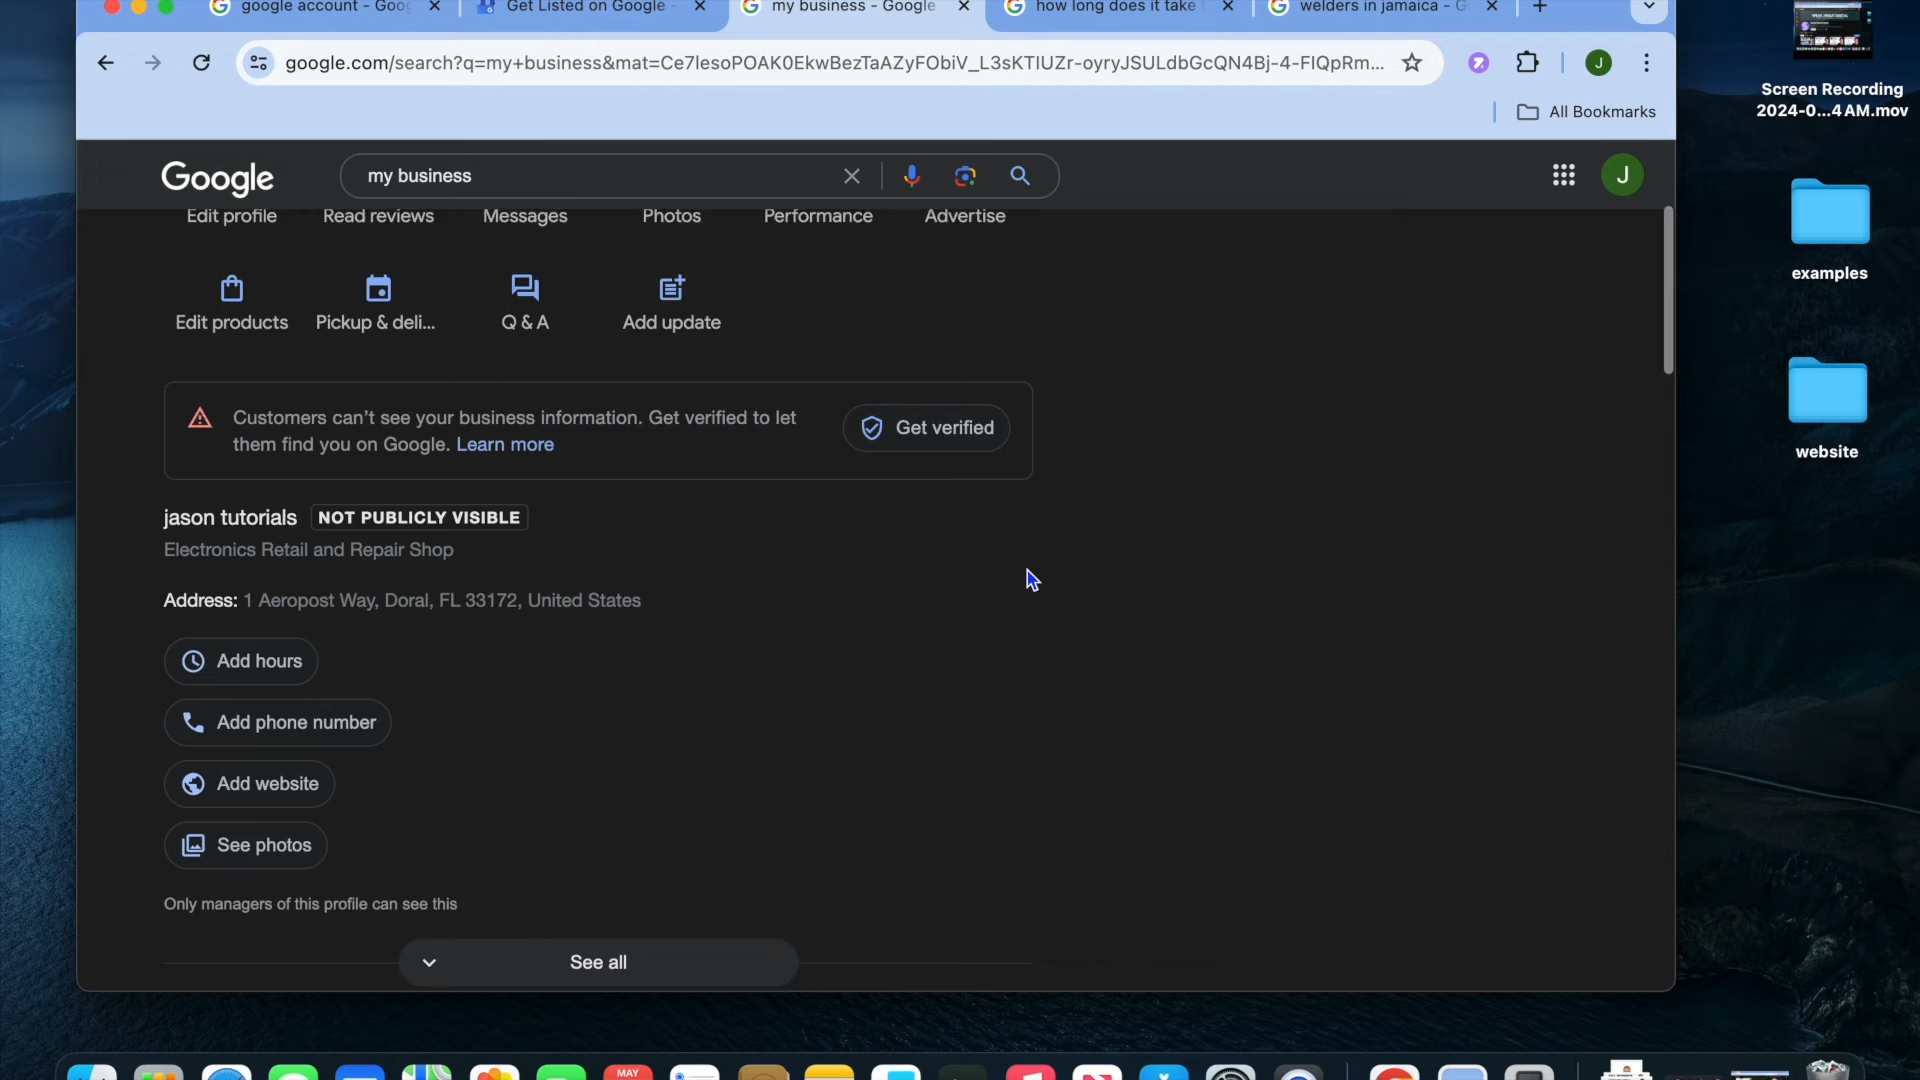 google account - Goog
Get Listed on Google -
my business - Google
how long does it take t
welders in jamaica - G
google.com/search?q=my+business&mat=Ce7lesoPOAK0EkwBezTaAZyFObiV_L3sKTIUZr-oyryJSULdbGcQN4Bj-4-FIQpRm...
J
All Bookmarks
Screen Recording
2024-0...4 AM.mov
Google
my business
J
Edit profile
Read reviews
Messages
Photos
Performance
Advertise
examples
Edit products
Pickup & deli...
Q & A
Add update
Customers can't see your business information. Get verified to let
them find you on Google. Learn more
Get verified
website
jason tutorials NOT PUBLICLY VISIBLE
Electronics Retail and Repair Shop
Address: 1 Aeropost Way, Doral, FL 33172, United States
Add hours
Add phone number
Add website
See photos
Only managers of this profile can see this
See all
MAY